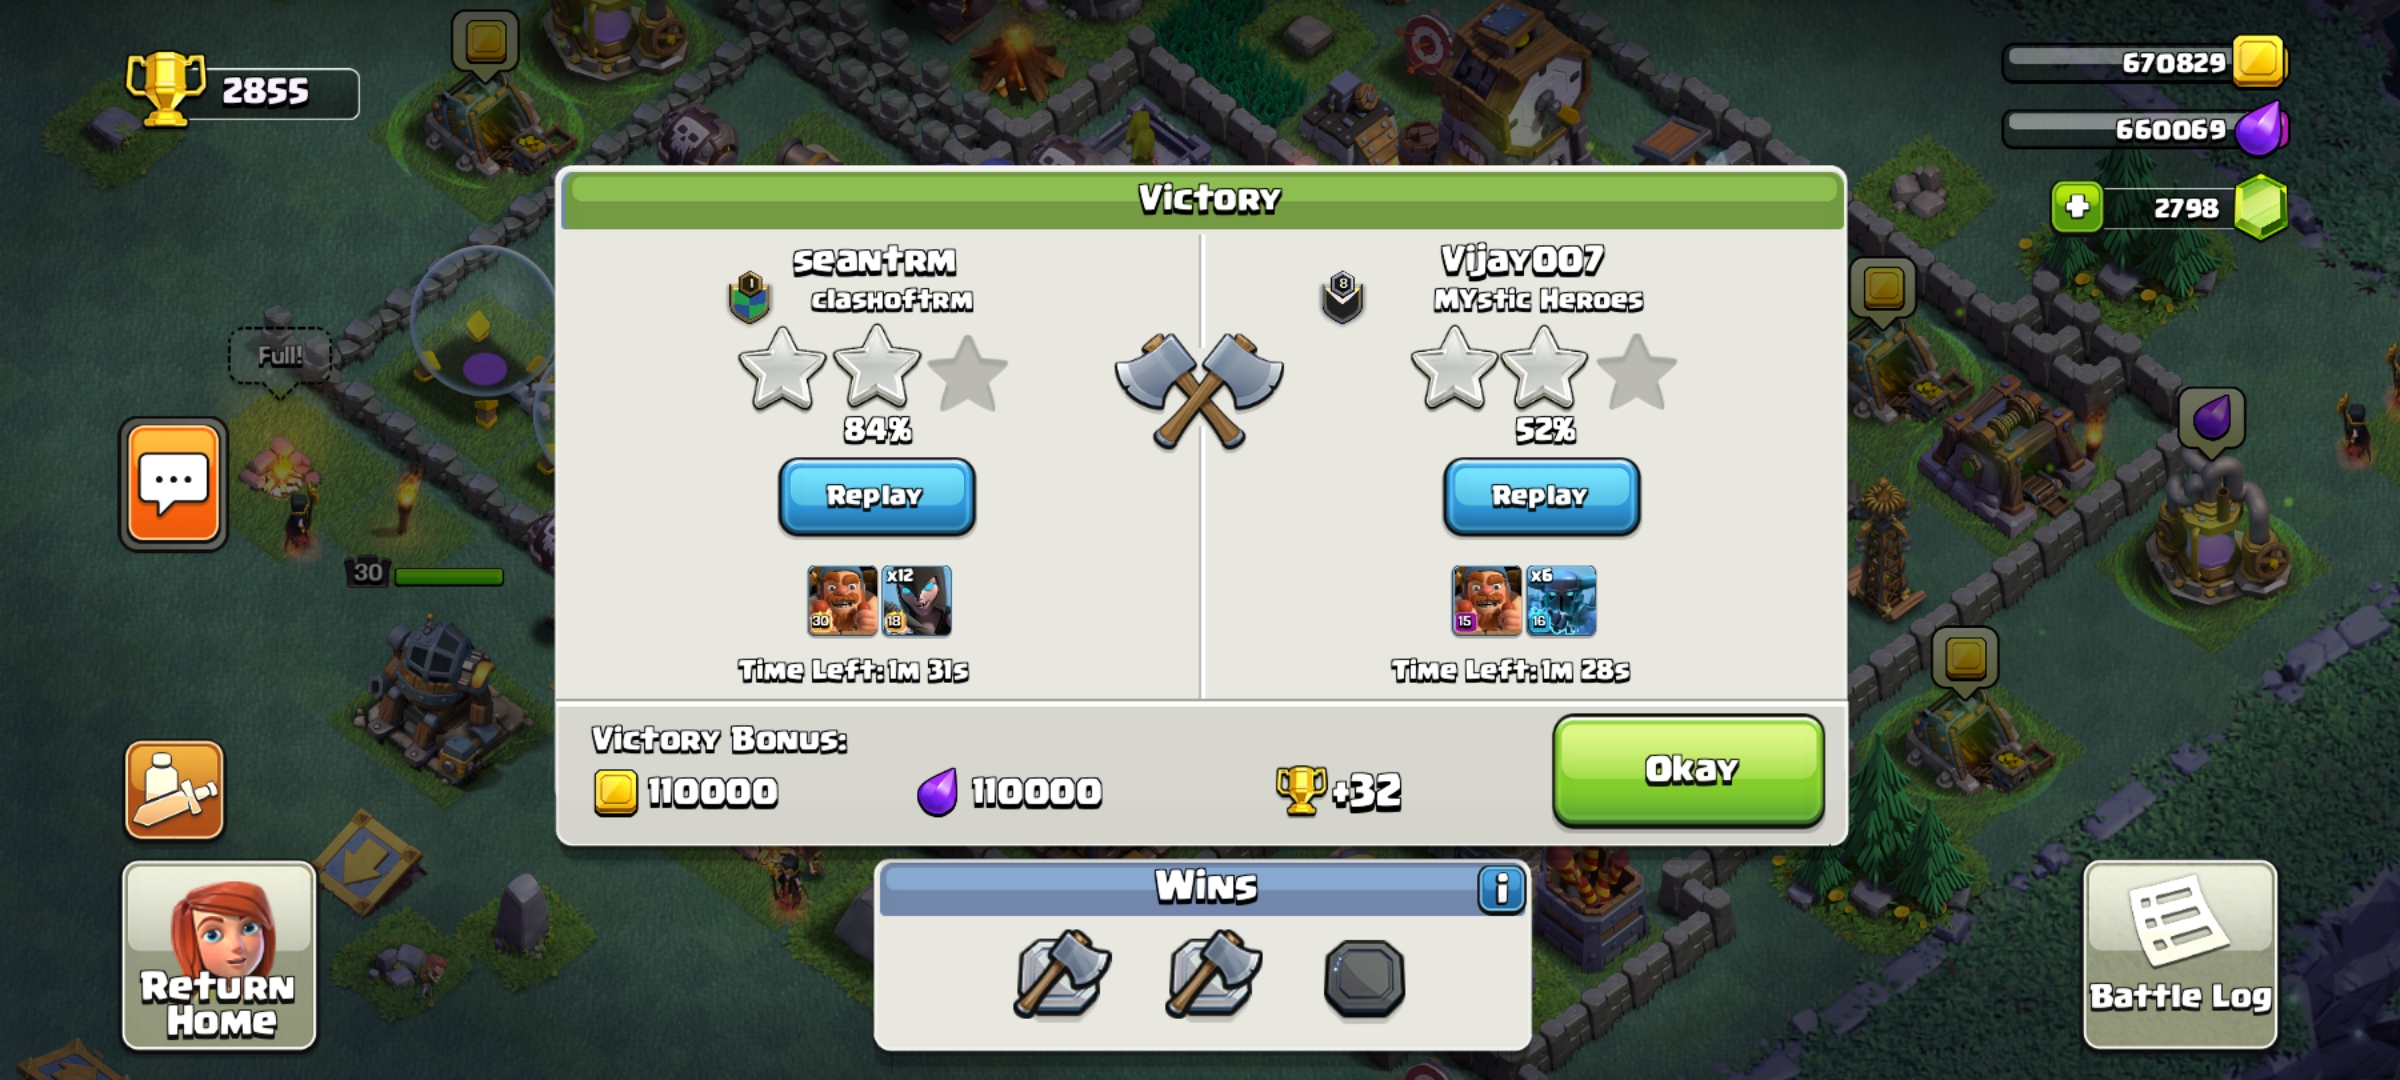 2855
670829
660069
2798
Full!
30
Victory
seantrm
clashoftrm
1
84%
Replay
30
x12
18
Time Left: 1m 31s
Vijay007
MYstic Heroes
8
52%
Replay
15
x6
16
Time Left: 1m 28s
Victory Bonus:
110000
110000
+32
Okay
Wins
i
Return
Home
Battle Log